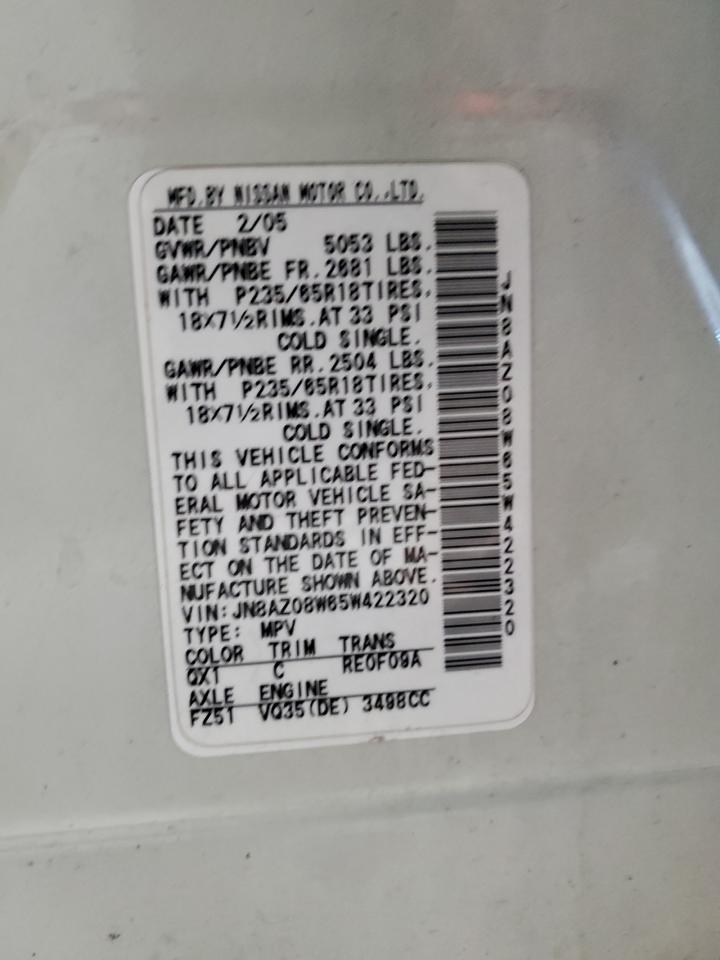 MFD.BY NISSAN MOTOR CO.,LTD.
DATE 2/05
GVWR/PNBV 5053 LBS.
GAWR/PNBE FR. 2681 LBS.
WITH P235/65R18TIRES,
18X7½RIMS.AT 33 PSI
COLD SINGLE.
GAWR/PNBE RR. 2504 LBS.
WITH P235/65R18TIRES,
18X7½RIMS.AT 33 PSI
COLD SINGLE.
THIS VEHICLE CONFORMS
TO ALL APPLICABLE FED-
ERAL MOTOR VEHICLE SA-
FETY AND THEFT PREVEN-
TION STANDARDS IN EFF-
ECT ON THE DATE OF MA-
NUFACTURE SHOWN ABOVE.
VIN:JN8AZ08W65W422320
TYPE: MPV
COLOR TRIM TRANS
QX1 C RE0F09A
AXLE ENGINE
FZ51 VQ35(DE) 3498CC
JN8AZ08W65W422320